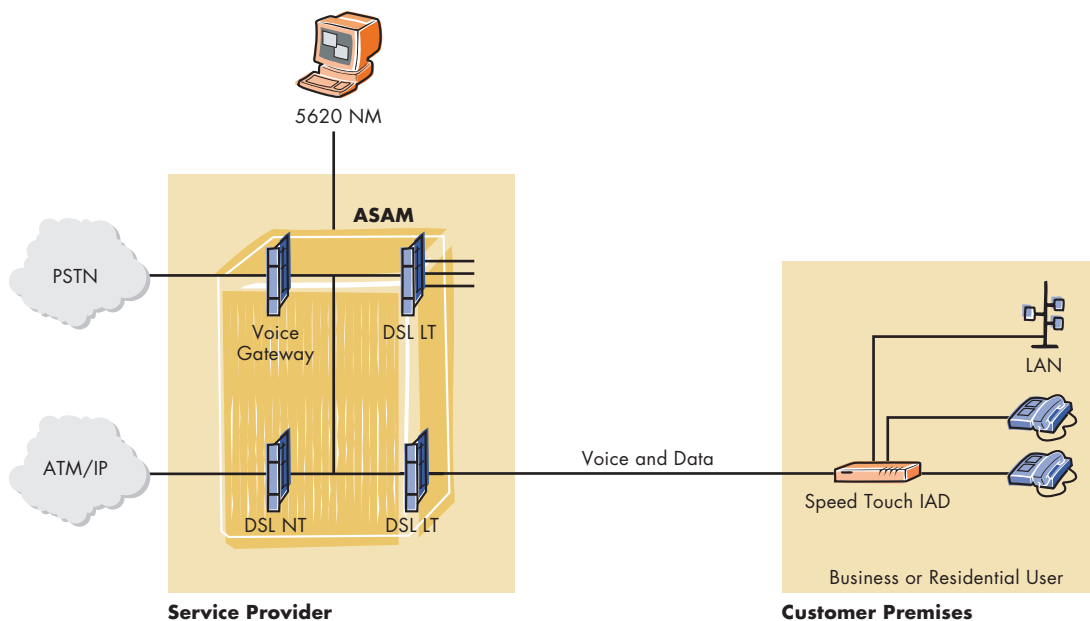 5620 NM
ASAM
PSTN
Voice
Gateway
DSL LT
LAN
ATM/IP
Voice and Data
DSL NT
DSL LT
Speed Touch IAD
Business or Residential User
Service Provider
Customer Premises